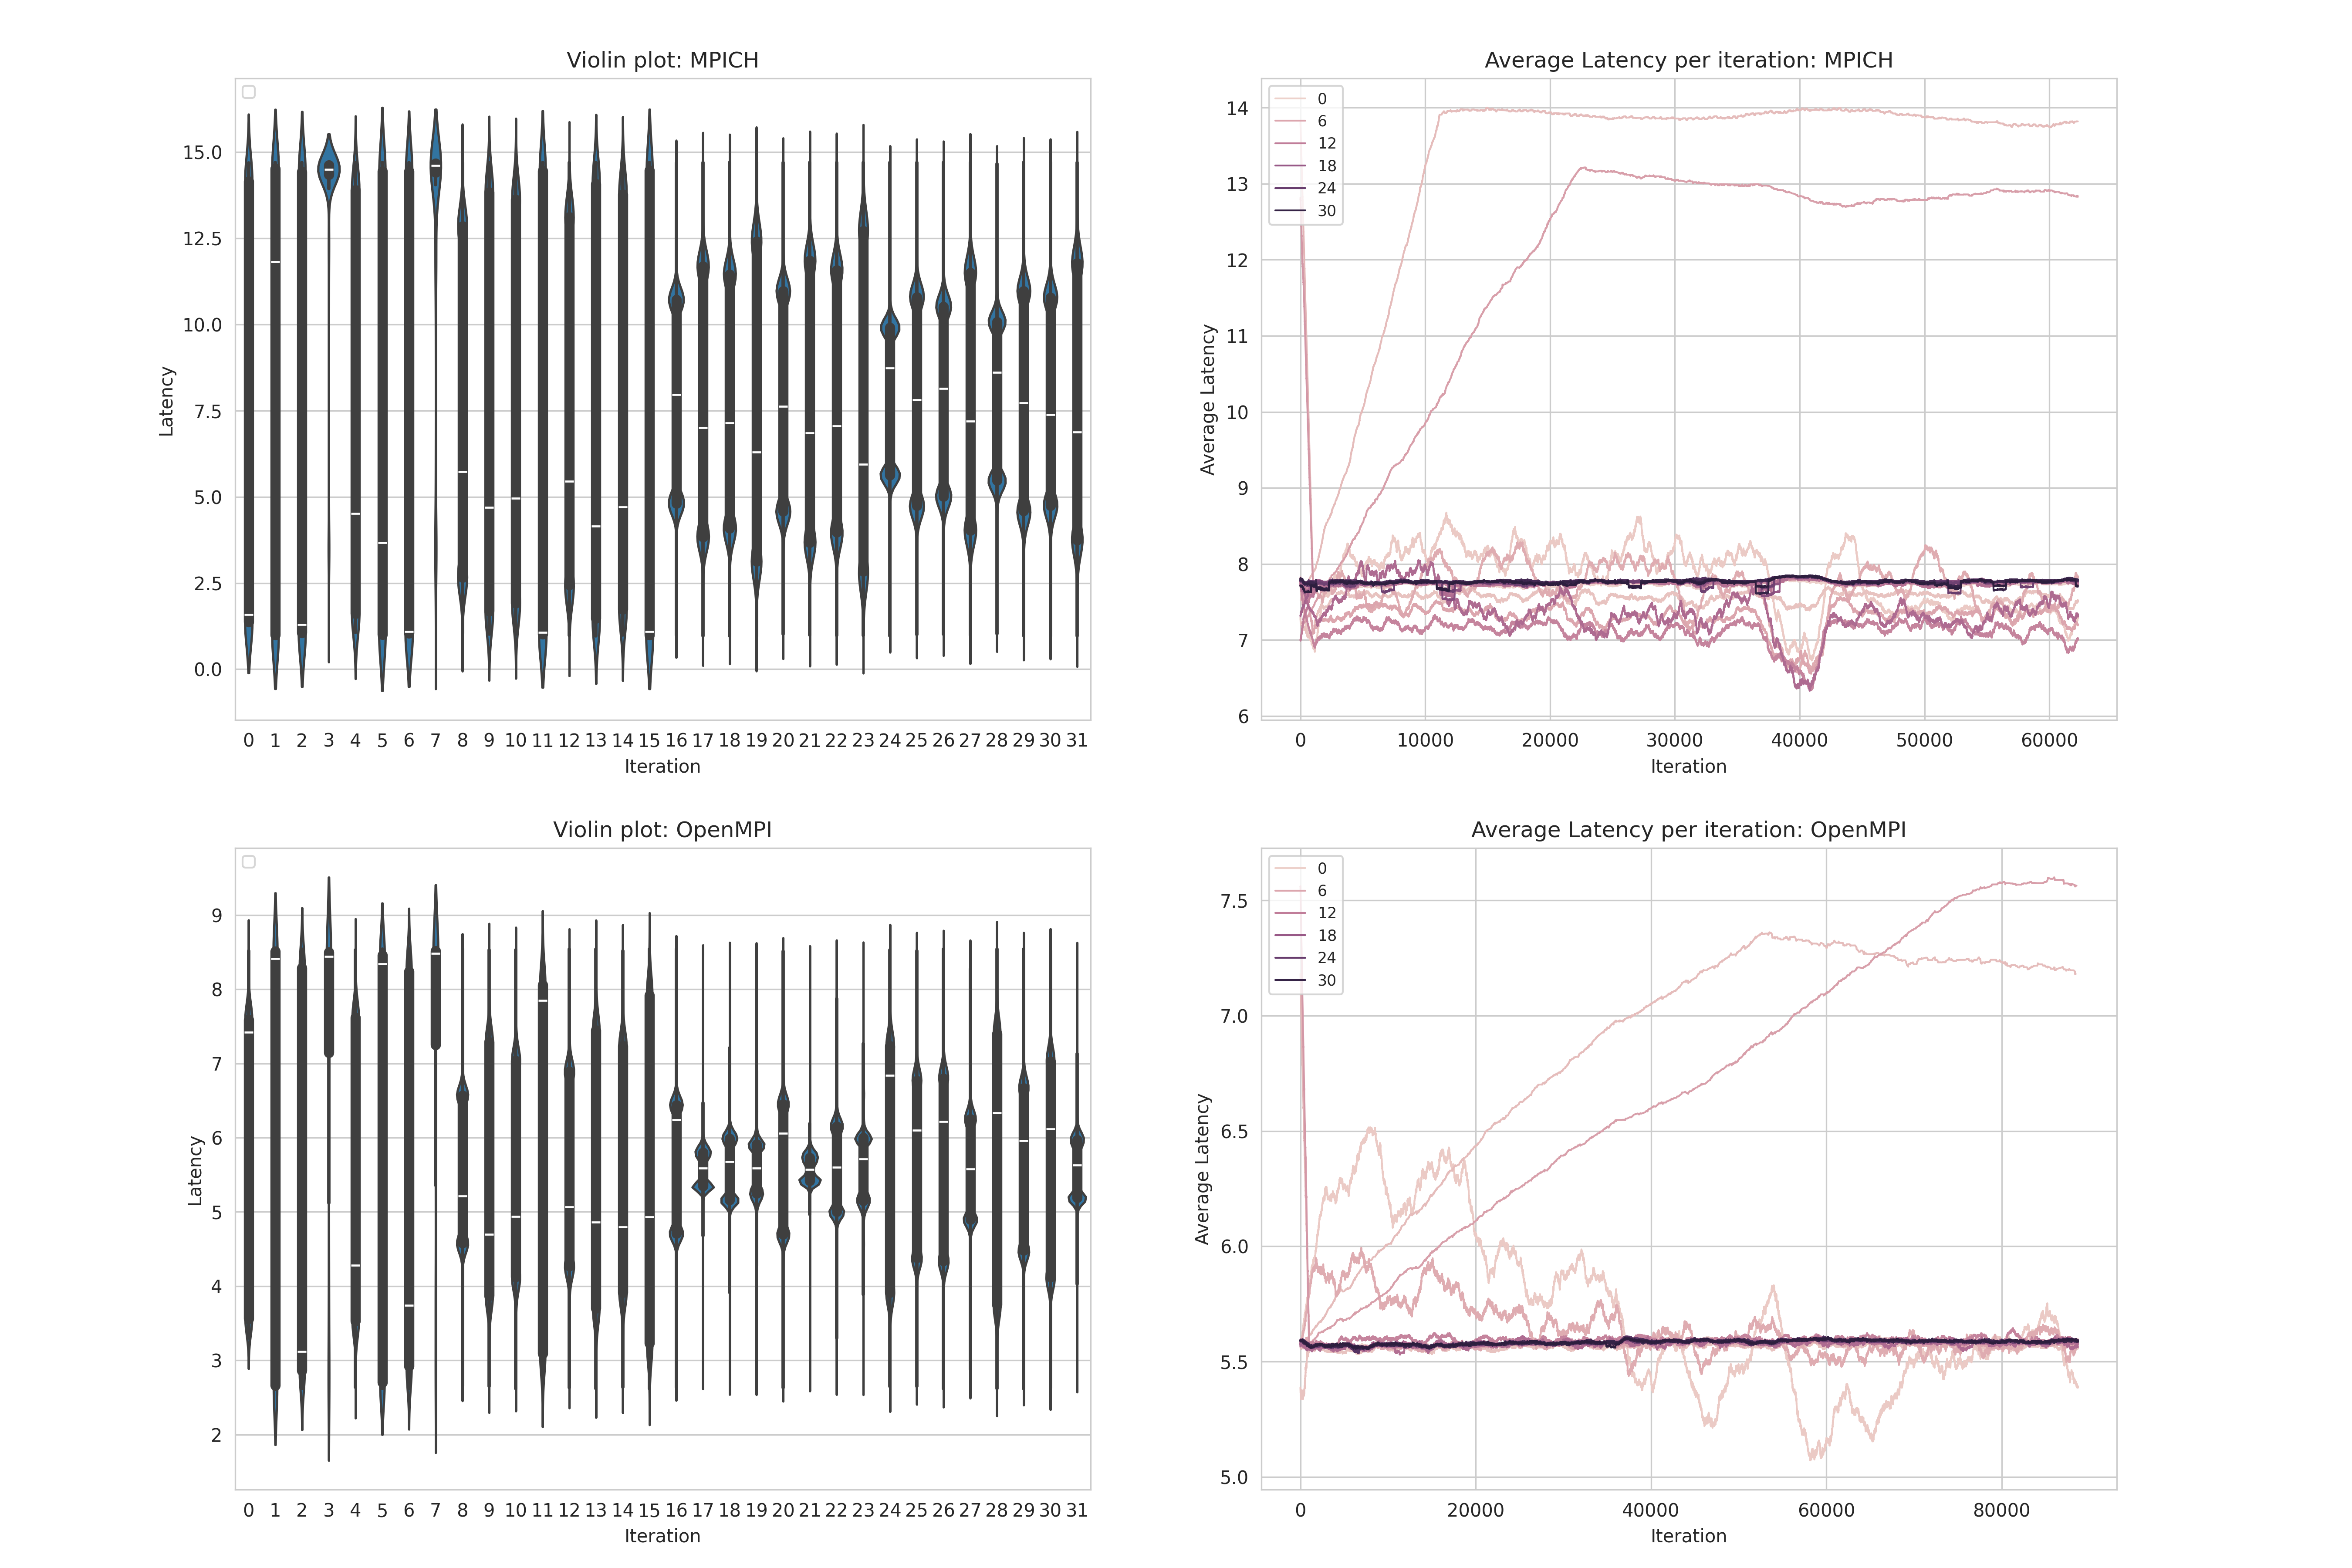 Violin plot: MPICH
Latency
15.0
12.5
10.0
7.5
5.0
2.5
0.0
0 1 2 3 4 5 6 7 8 9 10 11 12 13 14 15 16 17 18 19 20 21 22 23 24 25 26 27 28 29 30 31
Iteration
Average Latency per iteration: MPICH
Average Latency
14
13
12
11
10
9
8
7
6
0
6
12
18
24
30
0 10000 20000 30000 40000 50000 60000
Iteration
Violin plot: OpenMPI
Latency
9
8
7
6
5
4
3
2
0 1 2 3 4 5 6 7 8 9 10 11 12 13 14 15 16 17 18 19 20 21 22 23 24 25 26 27 28 29 30 31
Iteration
Average Latency per iteration: OpenMPI
Average Latency
7.5
7.0
6.5
6.0
5.5
5.0
0
6
12
18
24
30
0 20000 40000 60000 80000
Iteration